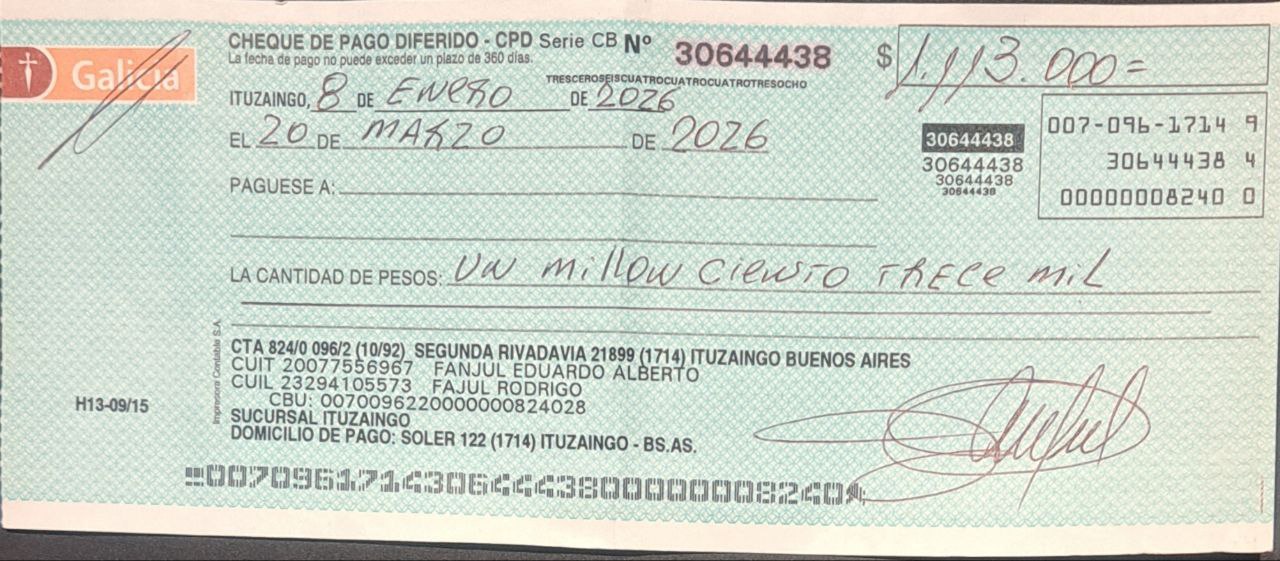 Galicia
CHEQUE DE PAGO DIFERIDO - CPD Serie CB Nº 30644438 $ 1.113.000=
La fecha de pago no puede exceder un plazo de 360 días.
TRESCEROSEISCUATROCUATROCUATROTRESOCHO
ITUZAINGO, 8 DE ENERO DE 2026
EL 20 DE MARZO DE 2026
007-096-1714 9
30644438 4
00000008240 0
30644438
30644438
30644438
30644438
PAGUESE A:
LA CANTIDAD DE PESOS: UN millON CIENTO TRECE MIL
Impresora Contable S.A.
CTA 824/0 096/2 (10/92) SEGUNDA RIVADAVIA 21899 (1714) ITUZAINGO BUENOS AIRES
CUIT 20077556967 FANJUL EDUARDO ALBERTO
CUIL 23294105573 FAJUL RODRIGO
CBU: 0070096220000000824028
SUCURSAL ITUZAINGO
DOMICILIO DE PAGO: SOLER 122 (1714) ITUZAINGO - BS.AS.
H13-09/15
00709617143064443800000008240